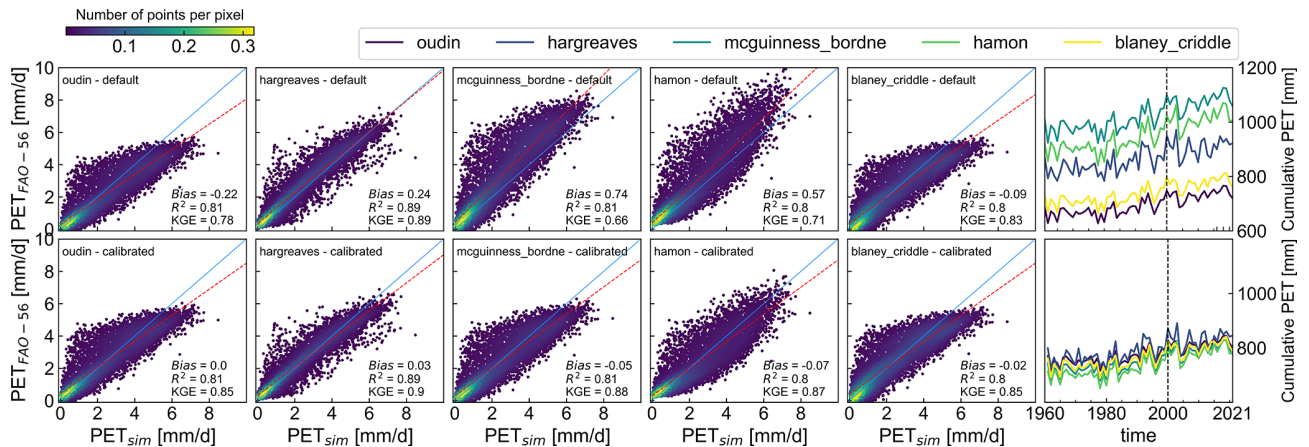 Number of points per pixel
0.1 0.2 0.3
oudin hargreaves mcguinness_bordne hamon blaney_criddle
PET_FAO−56 [mm/d]
10
8
6
4
2
0
oudin - default
Bias = -0.22
R² = 0.81
KGE = 0.78
hargreaves - default
Bias = 0.24
R² = 0.89
KGE = 0.89
mcguinness_bordne - default
Bias = 0.74
R² = 0.81
KGE = 0.66
hamon - default
Bias = 0.57
R² = 0.8
KGE = 0.71
blaney_criddle - default
Bias = -0.09
R² = 0.8
KGE = 0.83
1200
1000
800
600
Cumulative PET [mm]
PET_FAO−56 [mm/d]
10
8
6
4
2
0
oudin - calibrated
Bias = 0.0
R² = 0.81
KGE = 0.85
hargreaves - calibrated
Bias = 0.03
R² = 0.89
KGE = 0.9
mcguinness_bordne - calibrated
Bias = -0.05
R² = 0.81
KGE = 0.88
hamon - calibrated
Bias = -0.07
R² = 0.8
KGE = 0.87
blaney_criddle - calibrated
Bias = -0.02
R² = 0.8
KGE = 0.85
1000
800
Cumulative PET [mm]
0 2 4 6 8 0 2 4 6 8 0 2 4 6 8 0 2 4 6 8 0 2 4 6 8 1960 1980 2000 2021
PET_sim [mm/d] PET_sim [mm/d] PET_sim [mm/d] PET_sim [mm/d] PET_sim [mm/d] time